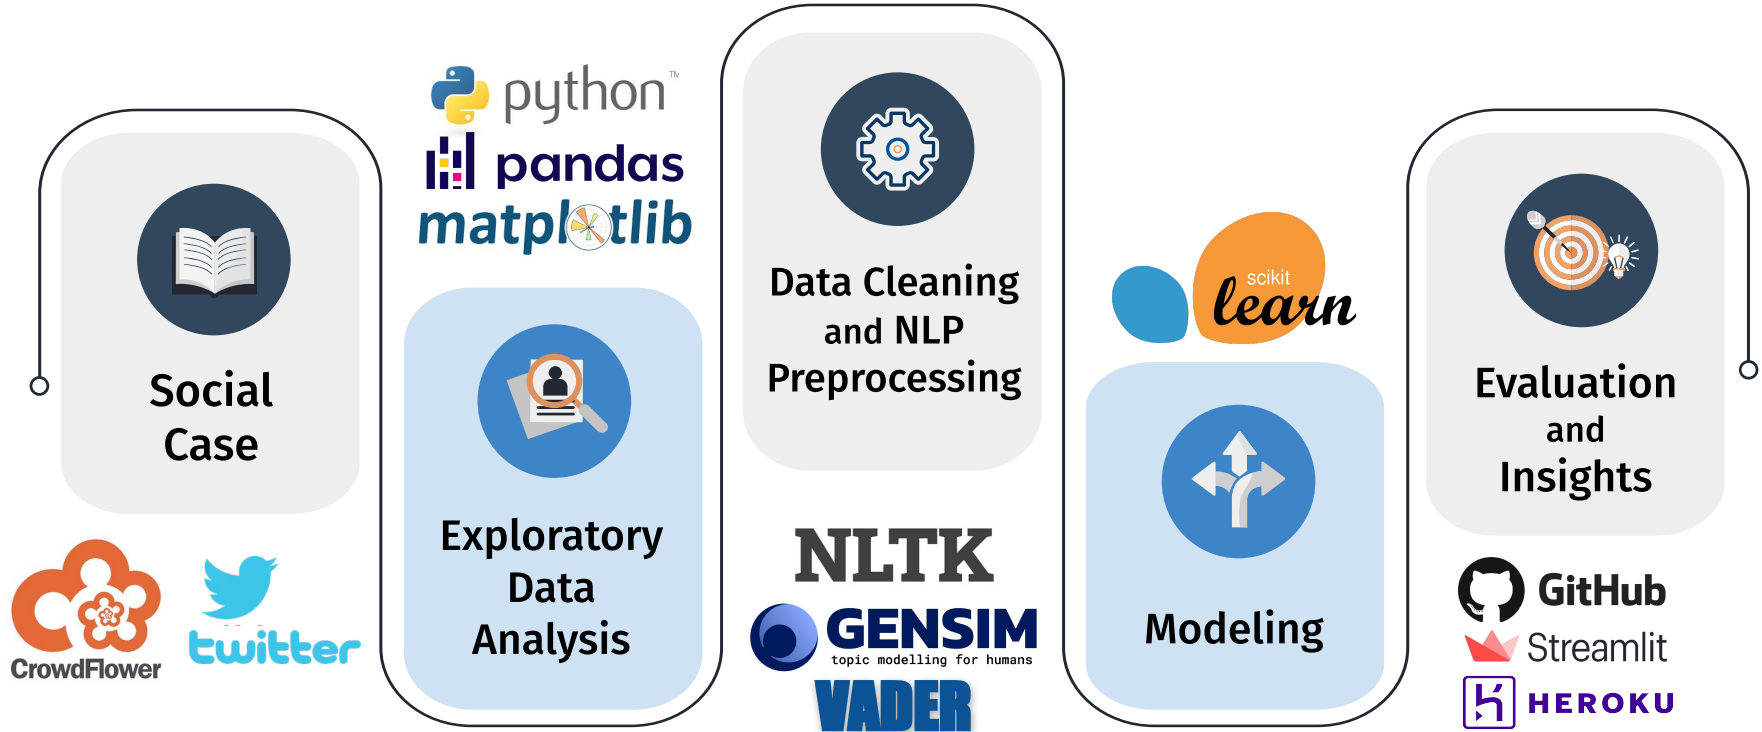 Social
Case
CrowdFlower
twitter
python™
pandas
matplotlib
Exploratory
Data
Analysis
Data Cleaning
and NLP
Preprocessing
NLTK
GENSIM
topic modelling for humans
VADER
scikit
learn
Modeling
Evaluation
and
Insights
GitHub
Streamlit
HEROKU